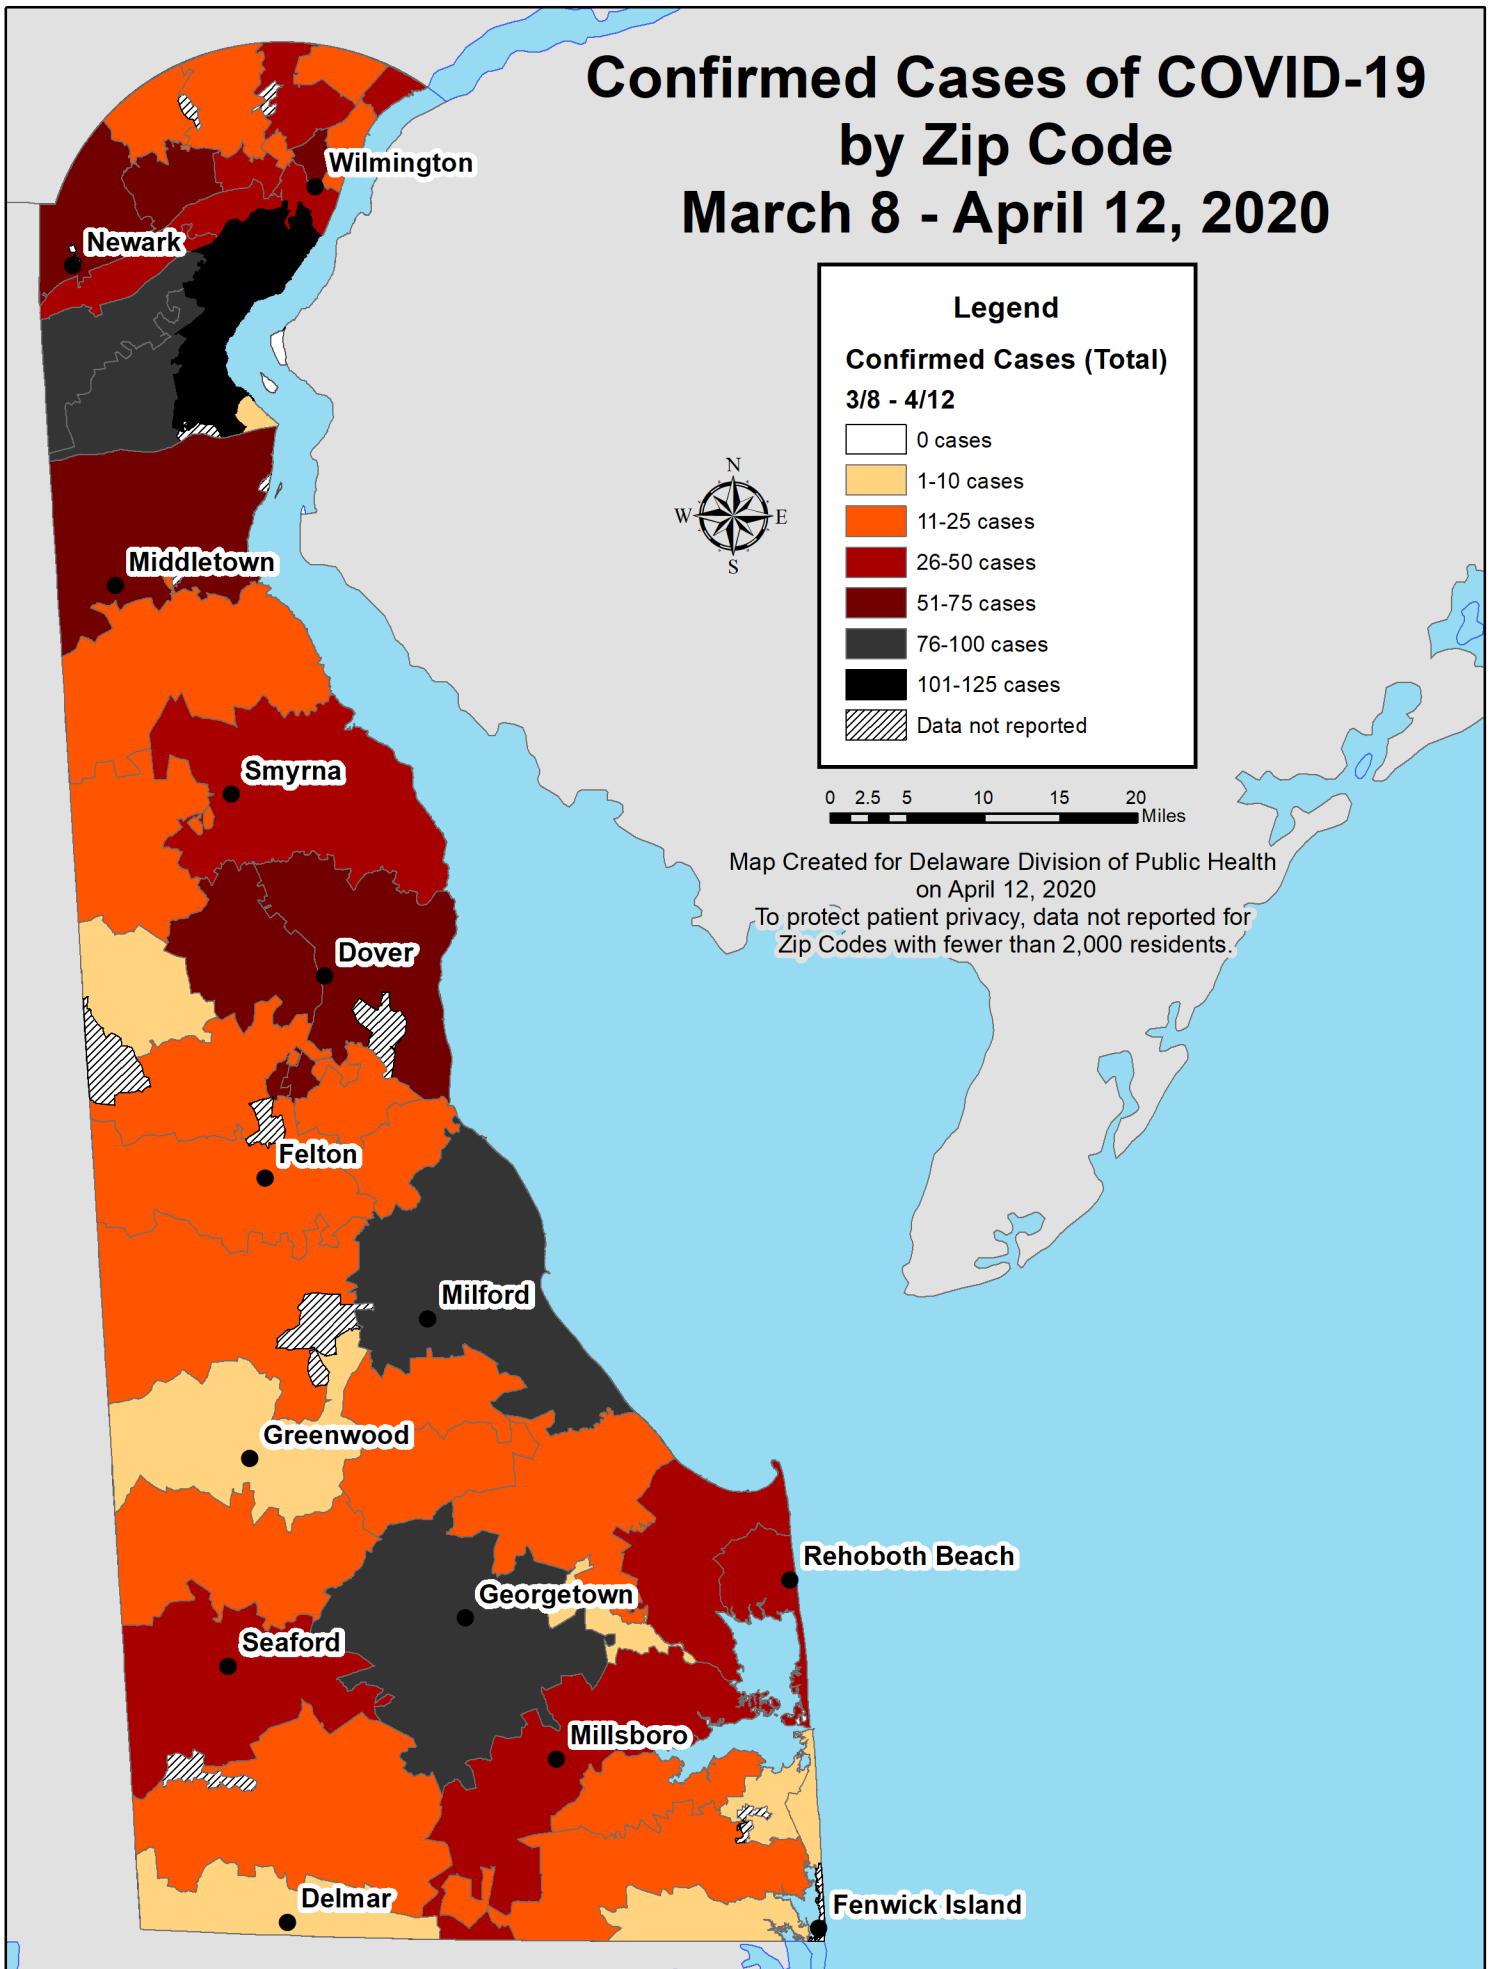 Confirmed Cases of COVID-19
by Zip Code
March 8 - April 12, 2020
Legend
Confirmed Cases (Total)
3/8 - 4/12
0 cases
1-10 cases
11-25 cases
26-50 cases
51-75 cases
76-100 cases
101-125 cases
Data not reported
N
W E
S
0 2.5 5 10 15 20
Miles
Map Created for Delaware Division of Public Health
on April 12, 2020
To protect patient privacy, data not reported for
Zip Codes with fewer than 2,000 residents.
Wilmington
Newark
Middletown
Smyrna
Dover
Felton
Milford
Greenwood
Rehoboth Beach
Georgetown
Seaford
Millsboro
Delmar
Fenwick Island